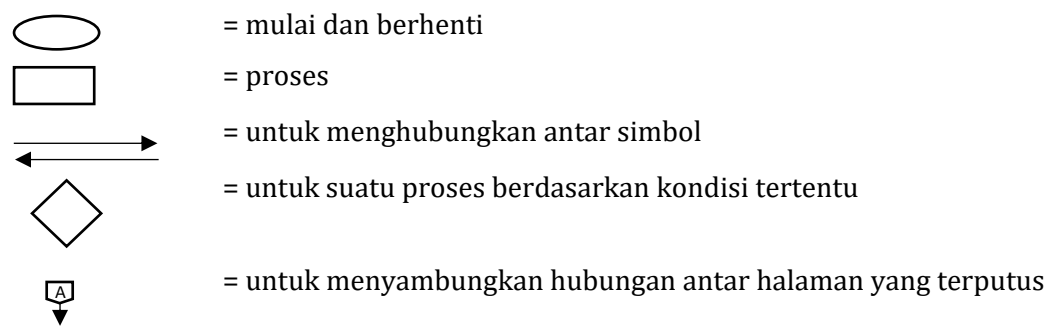 = mulai dan berhenti
= proses
= untuk menghubungkan antar simbol
= untuk suatu proses berdasarkan kondisi tertentu
A = untuk menyambungkan hubungan antar halaman yang terputus